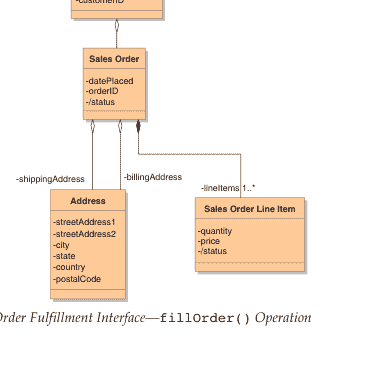 -customerID
Sales Order
-datePlaced
-orderID
-/status
-shippingAddress
-billingAddress
-lineItems 1..*
Address
-streetAddress1
-streetAddress2
-city
-state
-country
-postalCode
Sales Order Line Item
-quantity
-price
-/status
Order Fulfillment Interface—fillOrder() Operation